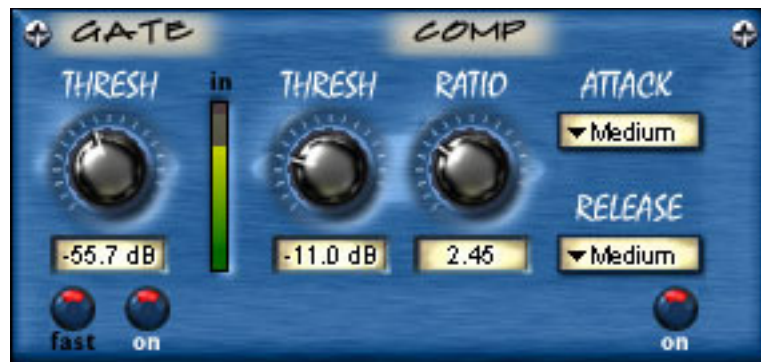 GATE COMP
THRESH in THRESH RATIO ATTACK
Medium
RELEASE
-55.7 dB -11.0 dB 2.45 Medium
fast on on